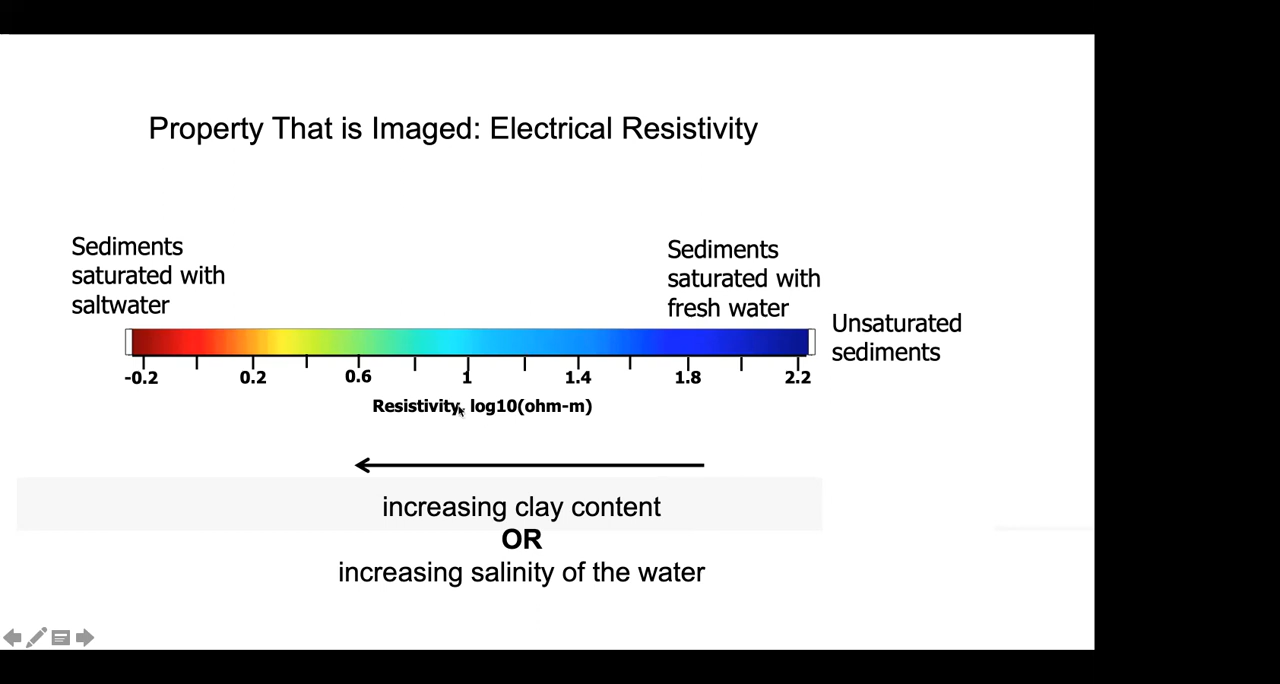 Property That is Imaged: Electrical Resistivity
Sediments
saturated with
saltwater
Sediments
saturated with
fresh water
Unsaturated
sediments
-0.2 0.2 0.6 1 1.4 1.8 2.2
Resistivity, log10(ohm-m)
increasing clay content
OR
increasing salinity of the water